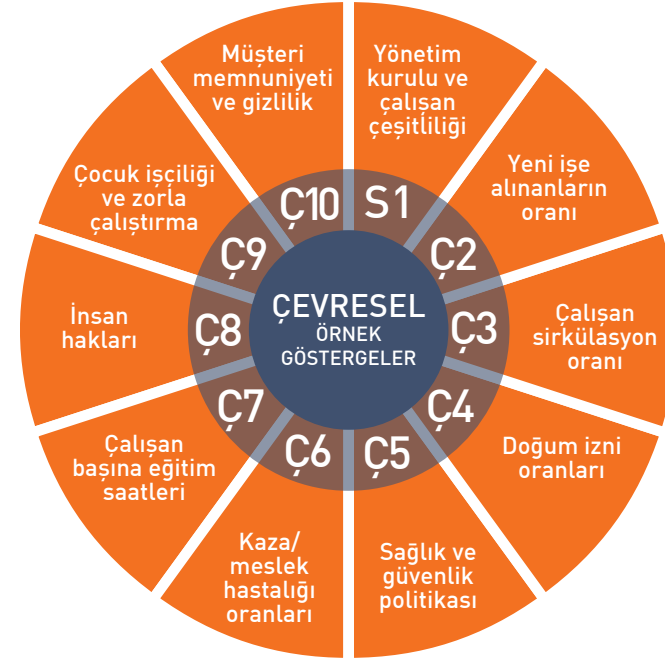 ÇEVRESEL
ÖRNEK
GÖSTERGELER
S1
Yönetim
kurulu ve
çalışan
çeşitliliği
Ç2
Yeni işe
alınanların
oranı
Ç3
Çalışan
sirkülasyon
oranı
Ç4
Doğum izni
oranları
Ç5
Sağlık ve
güvenlik
politikası
Ç6
Kaza/
meslek
hastalığı
oranları
Ç7
Çalışan
başına eğitim
saatleri
Ç8
İnsan
hakları
Ç9
Çocuk işçiliği
ve zorla
çalıştırma
Ç10
Müşteri
memnuniyeti
ve gizlilik